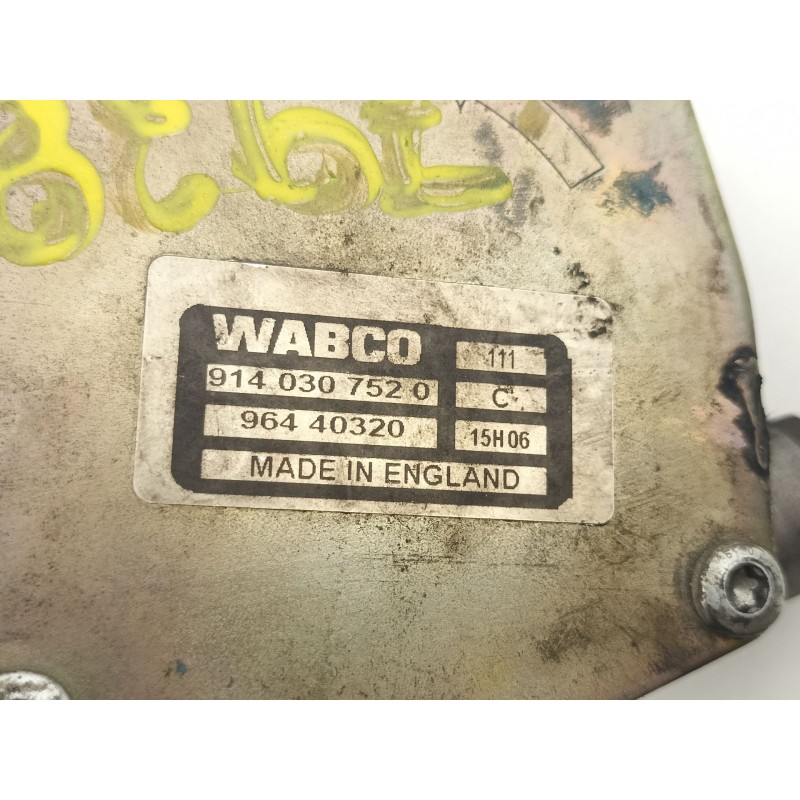 WABCO 111
914 030 752 0 C
964 40320 15H06
MADE IN ENGLAND